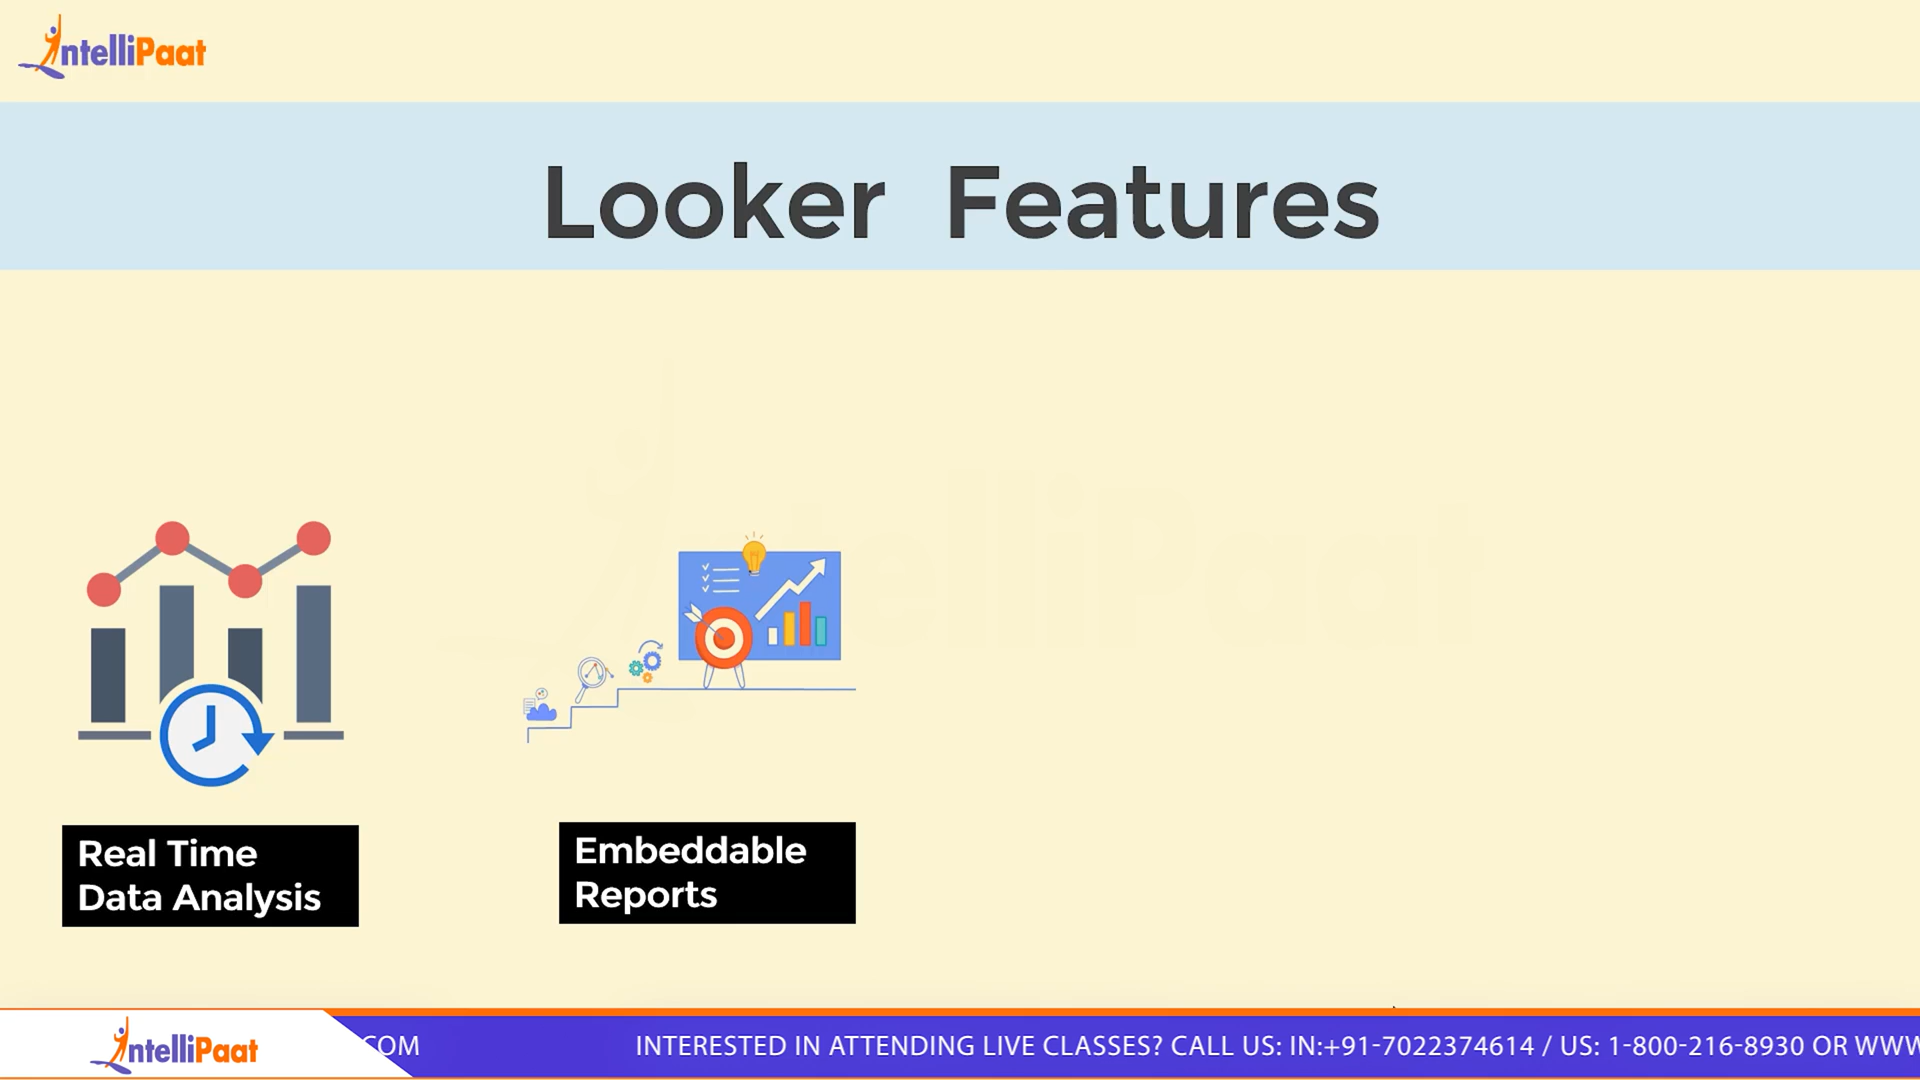 IntelliPaat
Looker Features
IntelliPaat
Real Time
Data Analysis
Embeddable
Reports
IntelliPaat
.COM INTERESTED IN ATTENDING LIVE CLASSES? CALL US: IN:+91-7022374614 / US: 1-800-216-8930 OR WWW